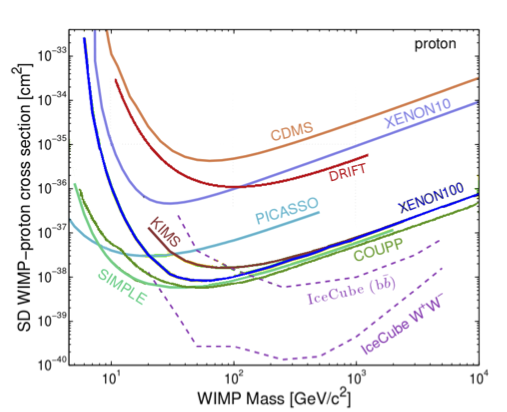 proton
10⁻³³
10⁻³⁴
10⁻³⁵
10⁻³⁶
10⁻³⁷
10⁻³⁸
10⁻³⁹
10⁻⁴⁰
SD WIMP–proton cross section [cm²]
CDMS
XENON10
DRIFT
XENON100
PICASSO
KIMS
COUPP
SIMPLE
IceCube (bb̄)
IceCube W⁺W⁻
10¹
10²
10³
10⁴
WIMP Mass [GeV/c²]